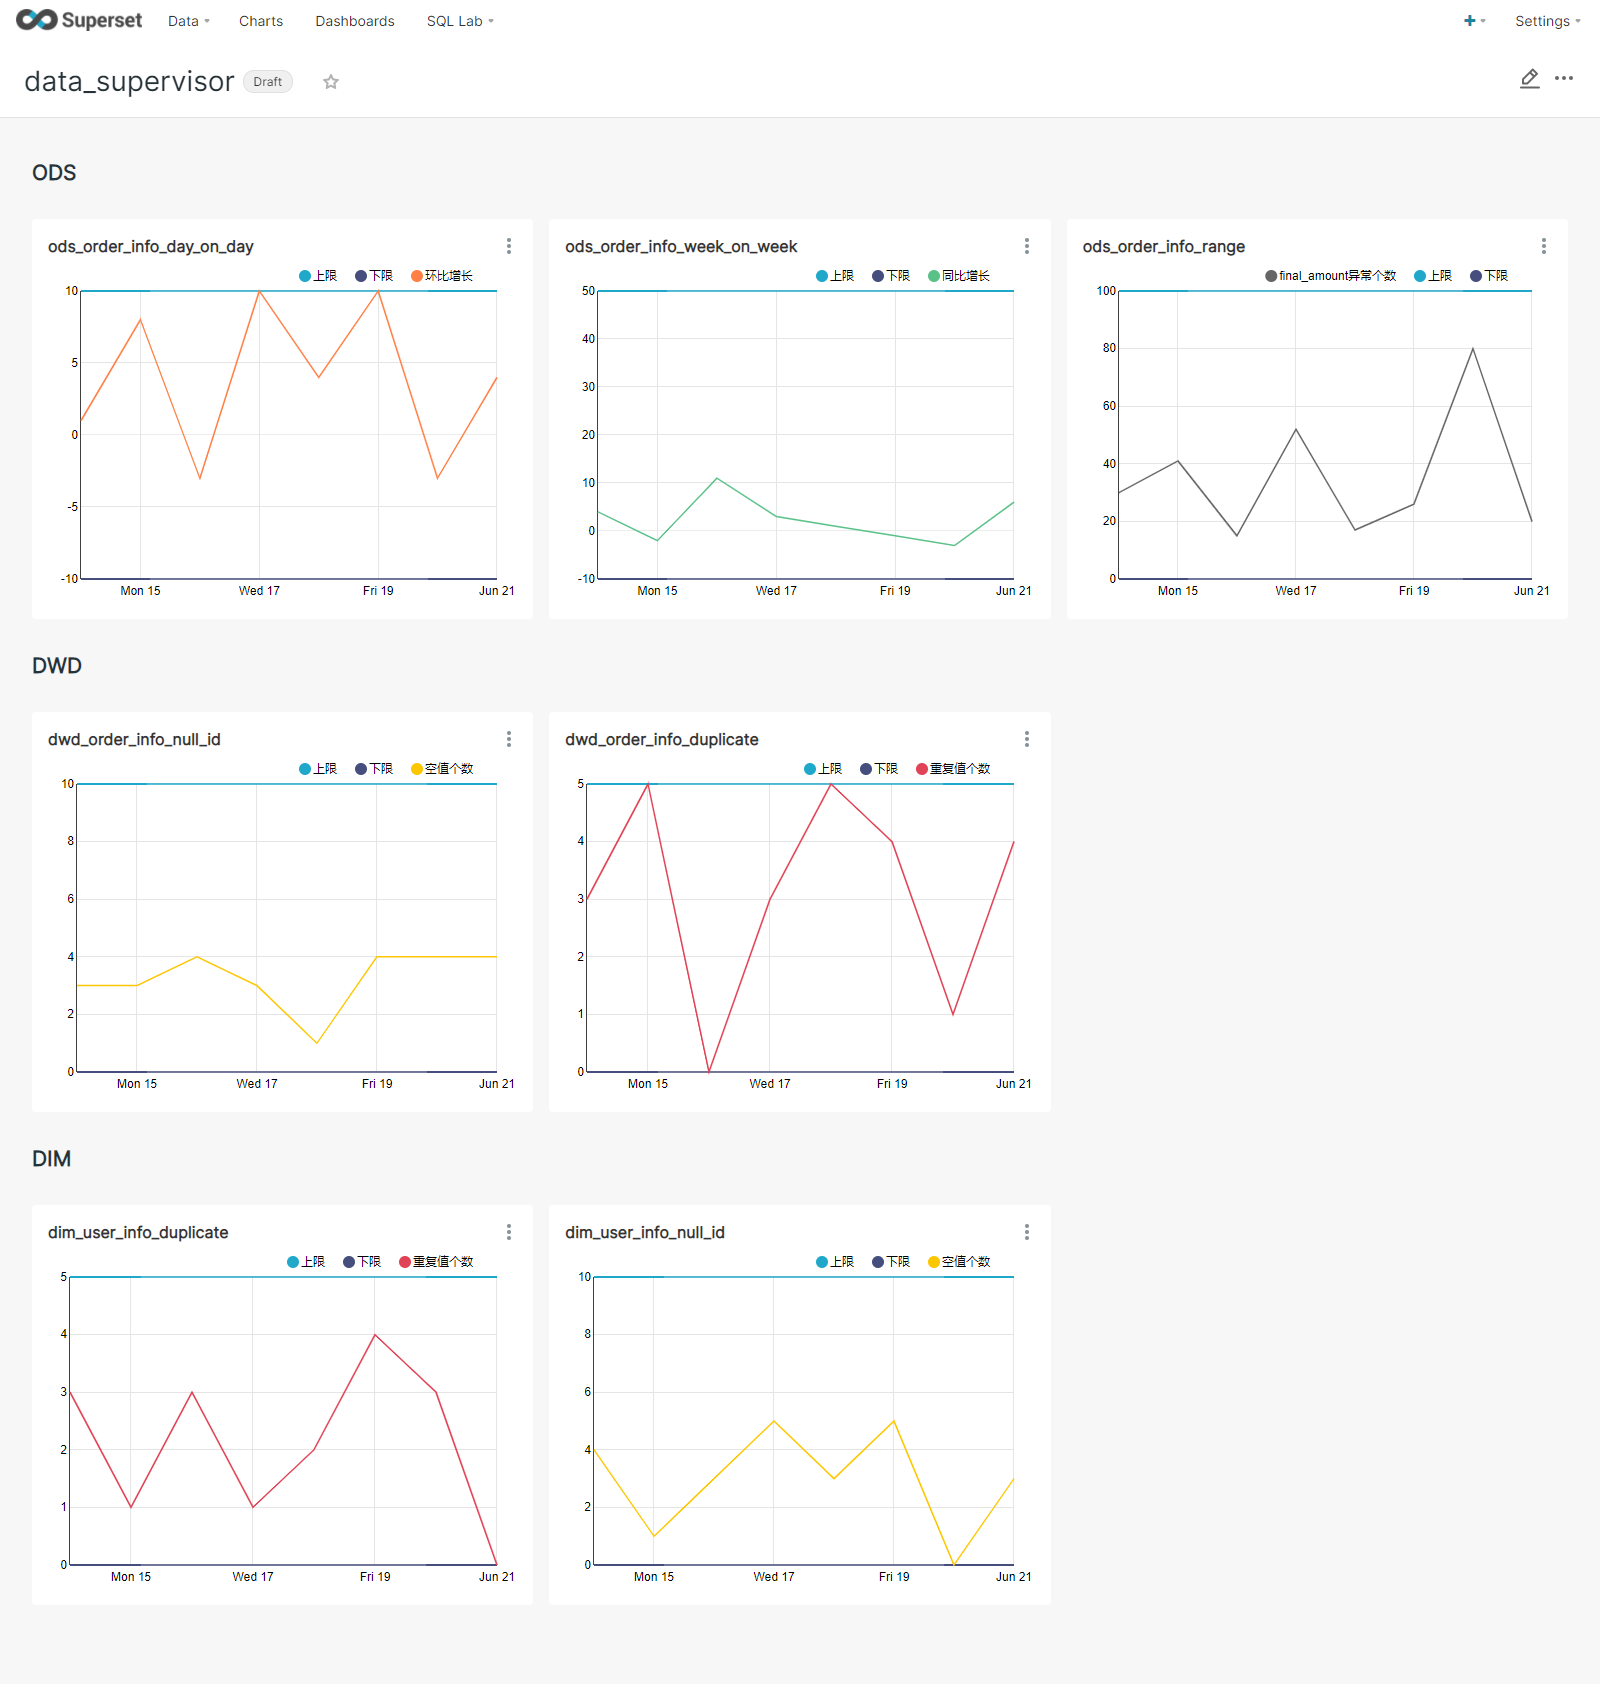 Superset Data Charts Dashboards SQL Lab + Settings
data_supervisor Draft
ODS
ods_order_info_day_on_day
上限 下限 环比增长
10
5
0
-5
-10
Mon 15 Wed 17 Fri 19 Jun 21
ods_order_info_week_on_week
上限 下限 同比增长
50
40
30
20
10
0
-10
Mon 15 Wed 17 Fri 19 Jun 21
ods_order_info_range
final_amount异常个数 上限 下限
100
80
60
40
20
0
Mon 15 Wed 17 Fri 19 Jun 21
DWD
dwd_order_info_null_id
上限 下限 空值个数
10
8
6
4
2
0
Mon 15 Wed 17 Fri 19 Jun 21
dwd_order_info_duplicate
上限 下限 重复值个数
5
4
3
2
1
0
Mon 15 Wed 17 Fri 19 Jun 21
DIM
dim_user_info_duplicate
上限 下限 重复值个数
5
4
3
2
1
0
Mon 15 Wed 17 Fri 19 Jun 21
dim_user_info_null_id
上限 下限 空值个数
10
8
6
4
2
0
Mon 15 Wed 17 Fri 19 Jun 21